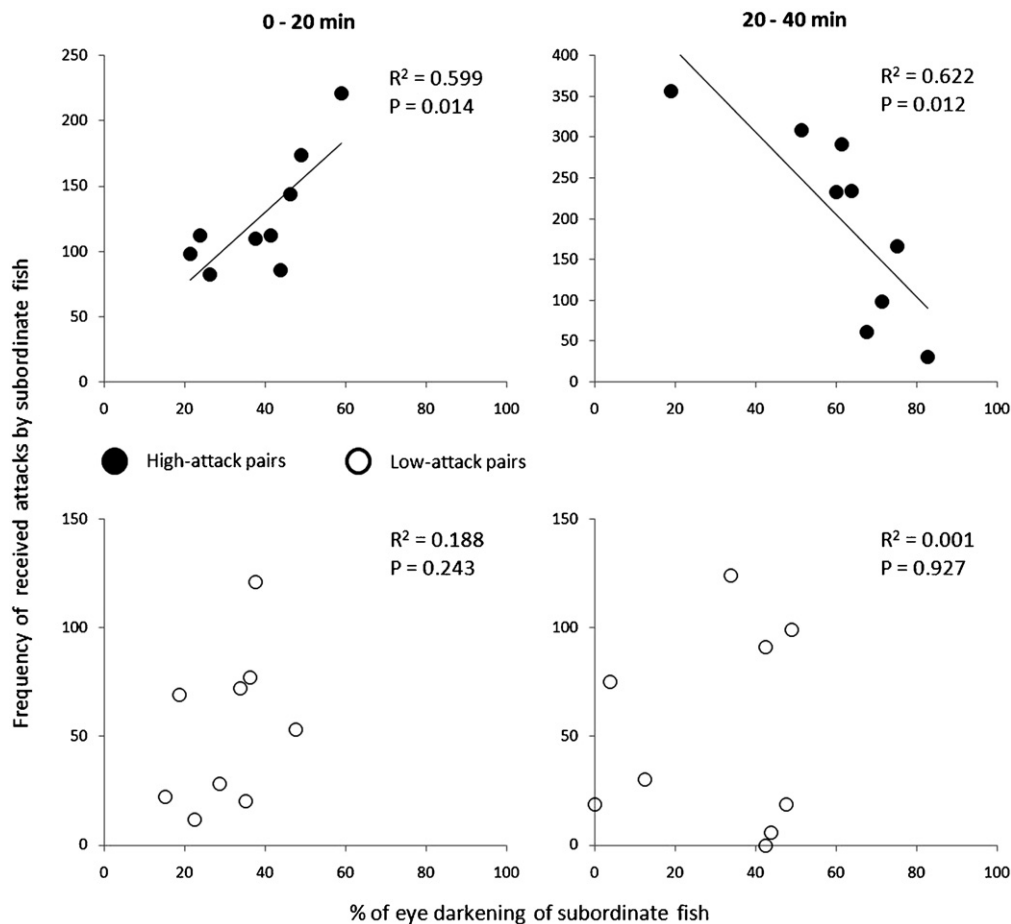 0 - 20 min
20 - 40 min
250
200
150
100
50
0
0 20 40 60 80 100
R² = 0.599
P = 0.014
400
350
300
250
200
150
100
50
0
0 20 40 60 80 100
R² = 0.622
P = 0.012
Frequency of received attacks by subordinate fish
High-attack pairs
Low-attack pairs
150
100
50
0
0 20 40 60 80 100
R² = 0.188
P = 0.243
150
100
50
0
0 20 40 60 80 100
R² = 0.001
P = 0.927
% of eye darkening of subordinate fish